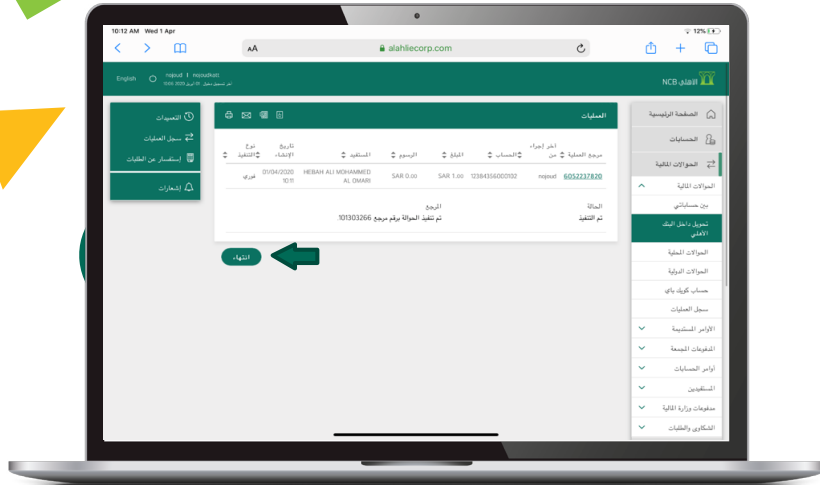 10:12 AM Wed 1 Apr
12%
AA
alahliecorp.com
English
NCB الأهلي
التعميدات
سجل العمليات
إستفسار عن الطلبات
إشعارات
العمليات
مرجع العملية
اخر إجراء من
الحساب
المبلغ
الرسوم
المستفيد
تاريخ الإنشاء
نوع التنفيذ
6052237820
nojoud
12384356000102
SAR 1.00
SAR 0.00
HEBAH ALI MOHAMMED
AL OMARI
01/04/2020
10:11
فوري
الحالة
تم التنفيذ
المرجع
تم تنفيذ الحوالة برقم مرجع 101303266.
انتهاء
الصفحة الرئيسية
الحسابات
الحوالات المالية
الحوالات المالية
بين حساباتي
تحويل داخل البنك
الأهلي
الحوالات المحلية
الحوالات الدولية
حساب كويك باي
سجل العمليات
الأوامر المستديمة
المدفوعات المجمعة
أوامر الحسابات
المستفيدين
مدفوعات وزارة المالية
الشكاوى والطلبات